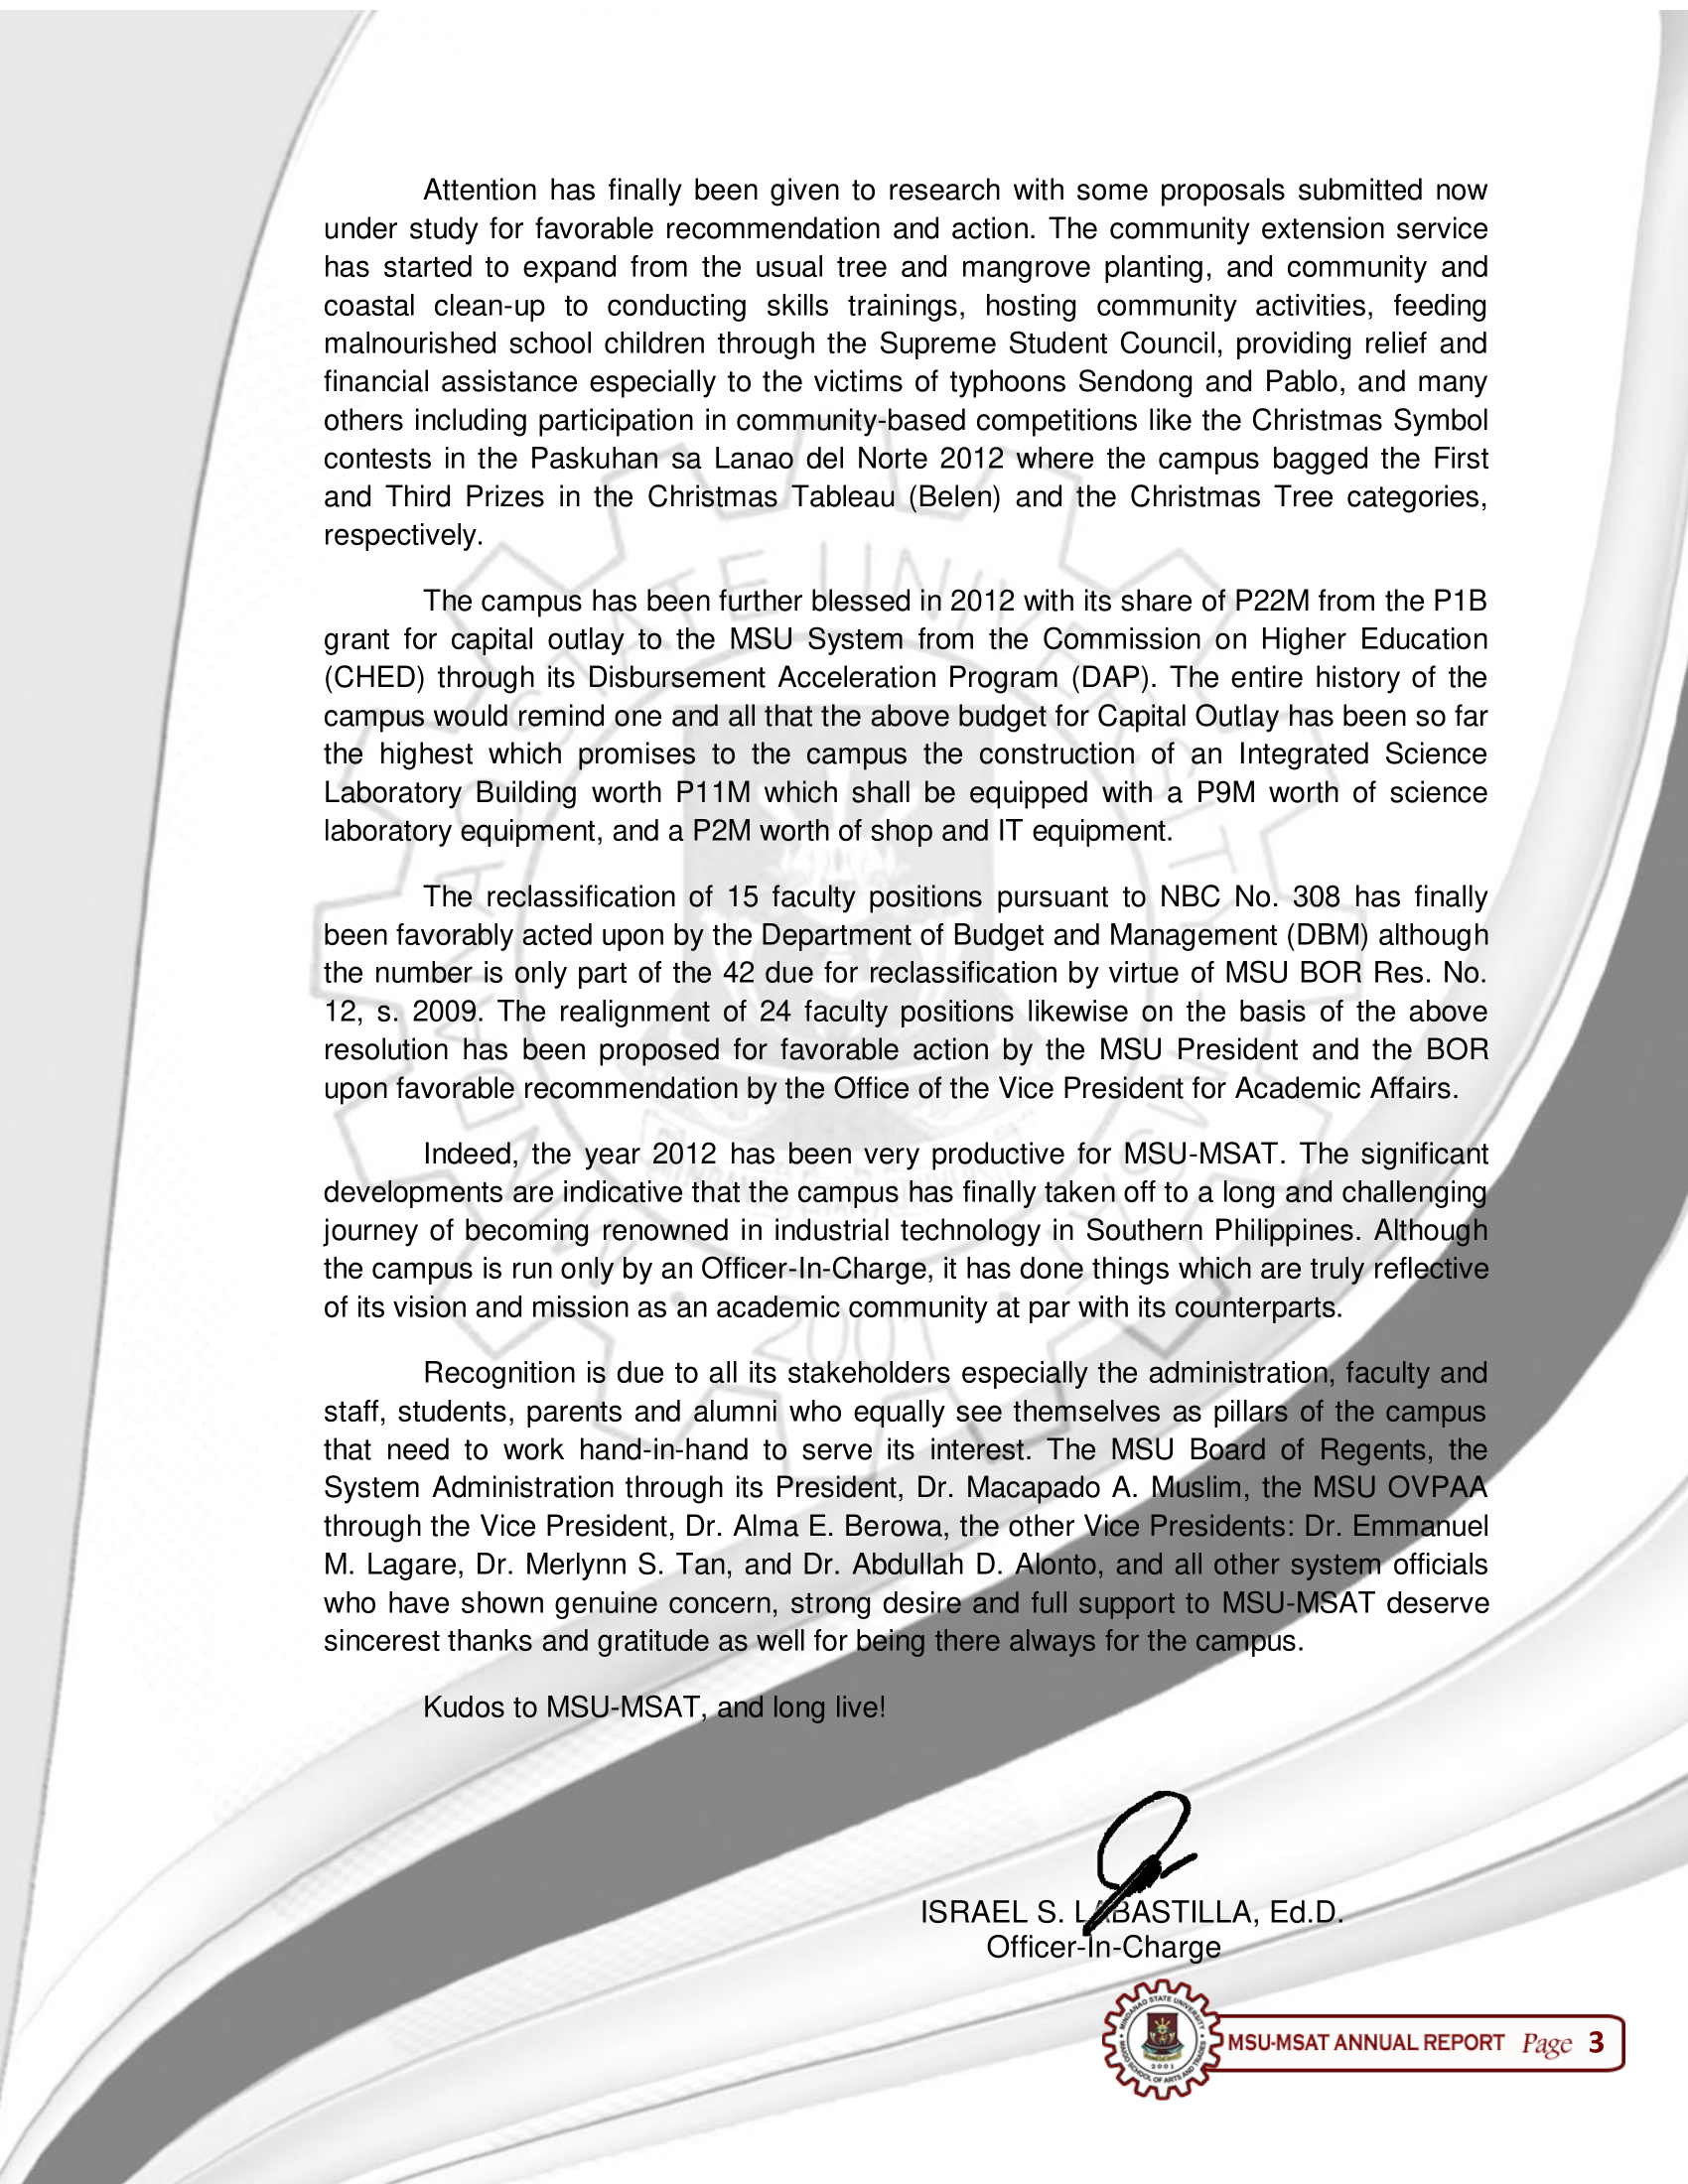 Attention has finally been given to research with some proposals submitted now
under study for favorable recommendation and action. The community extension service
has started to expand from the usual tree and mangrove planting, and community and
coastal clean-up to conducting skills trainings, hosting community activities, feeding
malnourished school children through the Supreme Student Council, providing relief and
financial assistance especially to the victims of typhoons Sendong and Pablo, and many
others including participation in community-based competitions like the Christmas Symbol
contests in the Paskuhan sa Lanao del Norte 2012 where the campus bagged the First
and Third Prizes in the Christmas Tableau (Belen) and the Christmas Tree categories,
respectively.
The campus has been further blessed in 2012 with its share of P22M from the P1B
grant for capital outlay to the MSU System from the Commission on Higher Education
(CHED) through its Disbursement Acceleration Program (DAP). The entire history of the
campus would remind one and all that the above budget for Capital Outlay has been so far
the highest which promises to the campus the construction of an Integrated Science
Laboratory Building worth P11M which shall be equipped with a P9M worth of science
laboratory equipment, and a P2M worth of shop and IT equipment.
The reclassification of 15 faculty positions pursuant to NBC No. 308 has finally
been favorably acted upon by the Department of Budget and Management (DBM) although
the number is only part of the 42 due for reclassification by virtue of MSU BOR Res. No.
12, s. 2009. The realignment of 24 faculty positions likewise on the basis of the above
resolution has been proposed for favorable action by the MSU President and the BOR
upon favorable recommendation by the Office of the Vice President for Academic Affairs.
Indeed, the year 2012 has been very productive for MSU-MSAT. The significant
developments are indicative that the campus has finally taken off to a long and challenging
journey of becoming renowned in industrial technology in Southern Philippines. Although
the campus is run only by an Officer-In-Charge, it has done things which are truly reflective
of its vision and mission as an academic community at par with its counterparts.
Recognition is due to all its stakeholders especially the administration, faculty and
staff, students, parents and alumni who equally see themselves as pillars of the campus
that need to work hand-in-hand to serve its interest. The MSU Board of Regents, the
System Administration through its President, Dr. Macapado A. Muslim, the MSU OVPAA
through the Vice President, Dr. Alma E. Berowa, the other Vice Presidents: Dr. Emmanuel
M. Lagare, Dr. Merlynn S. Tan, and Dr. Abdullah D. Alonto, and all other system officials
who have shown genuine concern, strong desire and full support to MSU-MSAT deserve
sincerest thanks and gratitude as well for being there always for the campus.
Kudos to MSU-MSAT, and long live!
ISRAEL S. LABASTILLA, Ed.D.
Officer-In-Charge
MINDANAO STATE UNIVERSITY
MAIGO SCHOOL OF ARTS AND TRADES
2001
MSU-MSAT ANNUAL REPORT Page 3